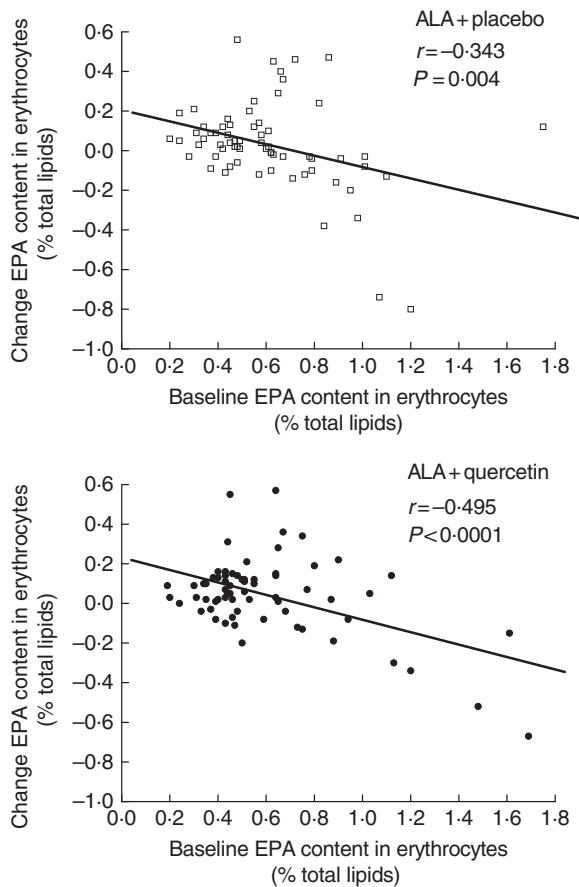 ALA + placebo
r=−0·343
P = 0·004
Change EPA content in erythrocytes
(% total lipids)
0·6
0·4
0·2
0·0
−0·2
−0·4
−0·6
−0·8
−1·0
0·0 0·2 0·4 0·6 0·8 1·0 1·2 1·4 1·6 1·8
Baseline EPA content in erythrocytes
(% total lipids)
ALA + quercetin
r=−0·495
P<0·0001
Change EPA content in erythrocytes
(% total lipids)
0·6
0·4
0·2
0·0
−0·2
−0·4
−0·6
−0·8
−1·0
0·0 0·2 0·4 0·6 0·8 1·0 1·2 1·4 1·6 1·8
Baseline EPA content in erythrocytes
(% total lipids)